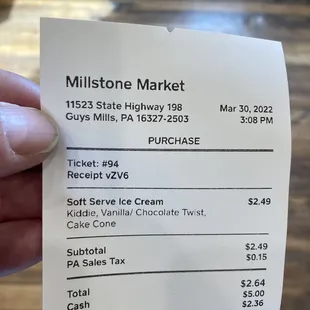 Millstone Market
11523 State Highway 198
Guys Mills, PA 16327-2503
Mar 30, 2022
3:08 PM
PURCHASE
Ticket: #94
Receipt vZV6
Soft Serve Ice Cream $2.49
Kiddie, Vanilla/ Chocolate Twist,
Cake Cone
Subtotal $2.49
PA Sales Tax $0.15
Total $2.64
Cash $5.00
$2.36